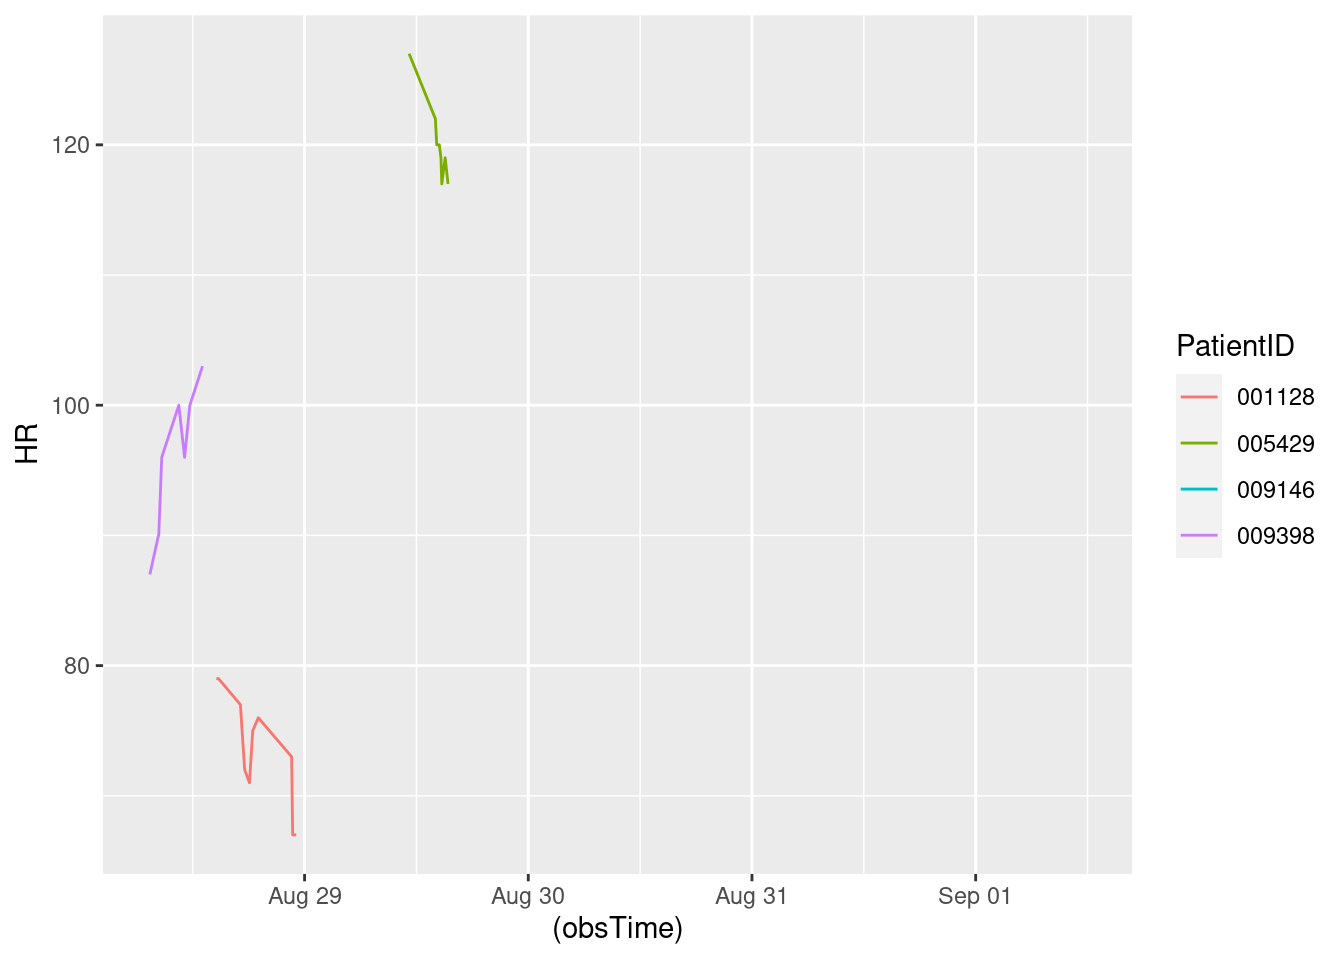 120
100
80
HR
Aug 29
Aug 30
Aug 31
Sep 01
(obsTime)
PatientID
001128
005429
009146
009398